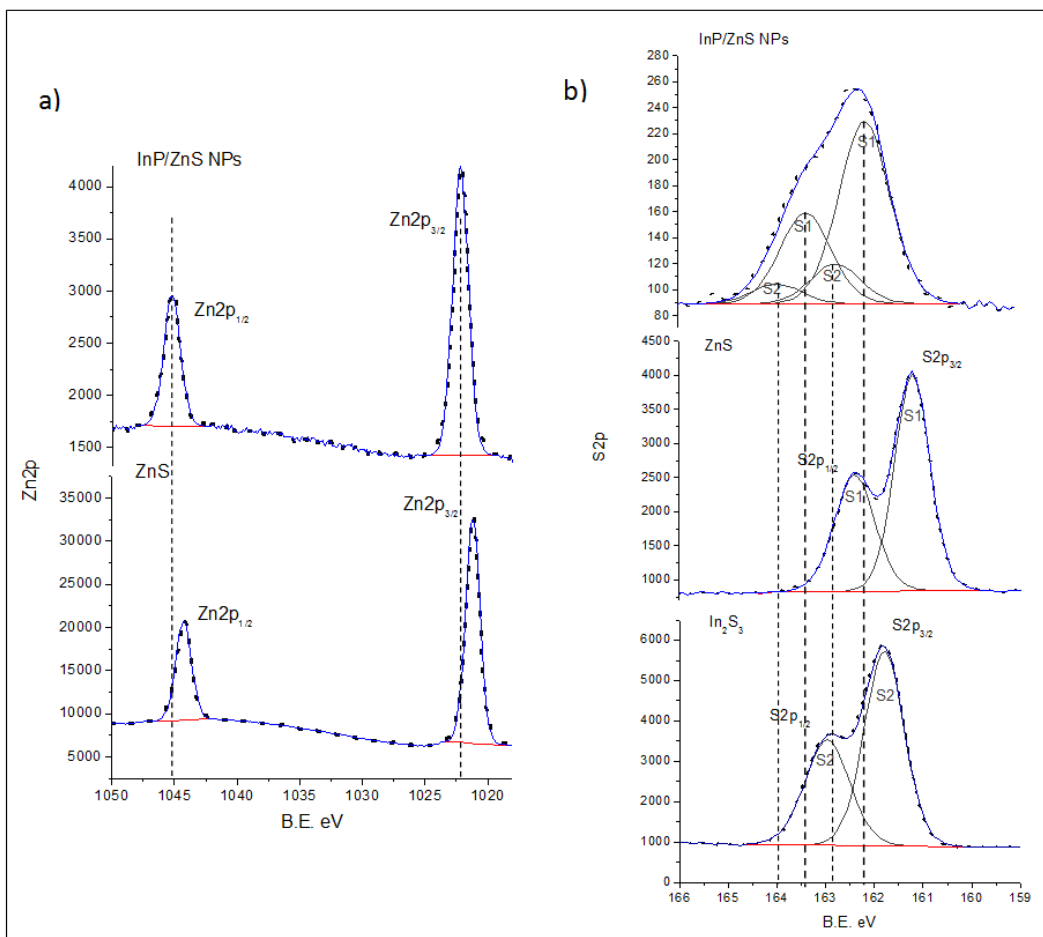 a)
InP/ZnS NPs
Zn2p
4000
3500
3000
2500
2000
1500
Zn2p1/2
Zn2p3/2
ZnS
35000
30000
25000
20000
15000
10000
5000
Zn2p1/2
Zn2p3/2
1050 1045 1040 1035 1030 1025 1020
B.E. eV
b)
InP/ZnS NPs
S2p
280
260
240
220
200
180
160
140
120
100
80
S1
S1
S2
S2
ZnS
4500
4000
3500
3000
2500
2000
1500
1000
S2p3/2
S1
S2p1/2
S1
In2S3
6000
5000
4000
3000
2000
1000
0
S2p3/2
S2
S2p1/2
S2
166 165 164 163 162 161 160 159
B.E. eV